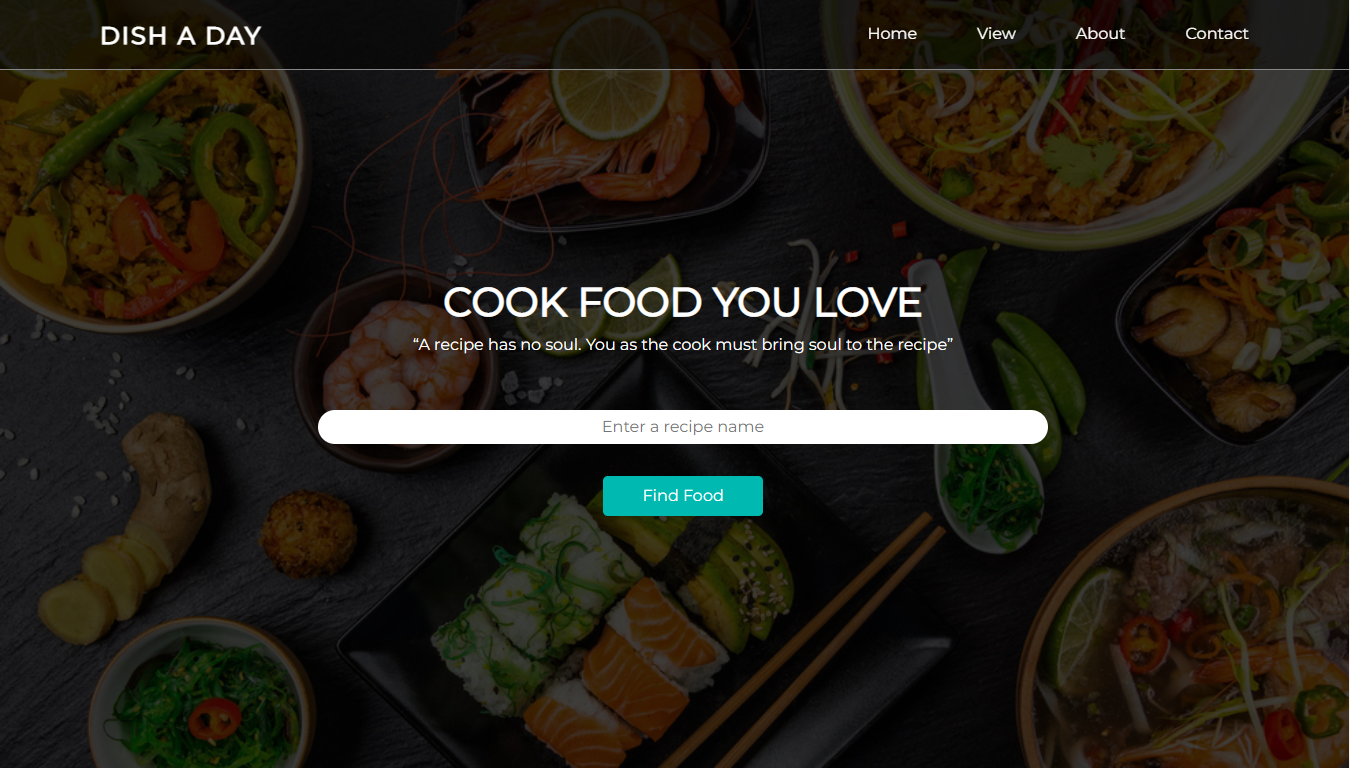 DISH A DAY
Home View About Contact
COOK FOOD YOU LOVE
“A recipe has no soul. You as the cook must bring soul to the recipe”
Enter a recipe name
Find Food